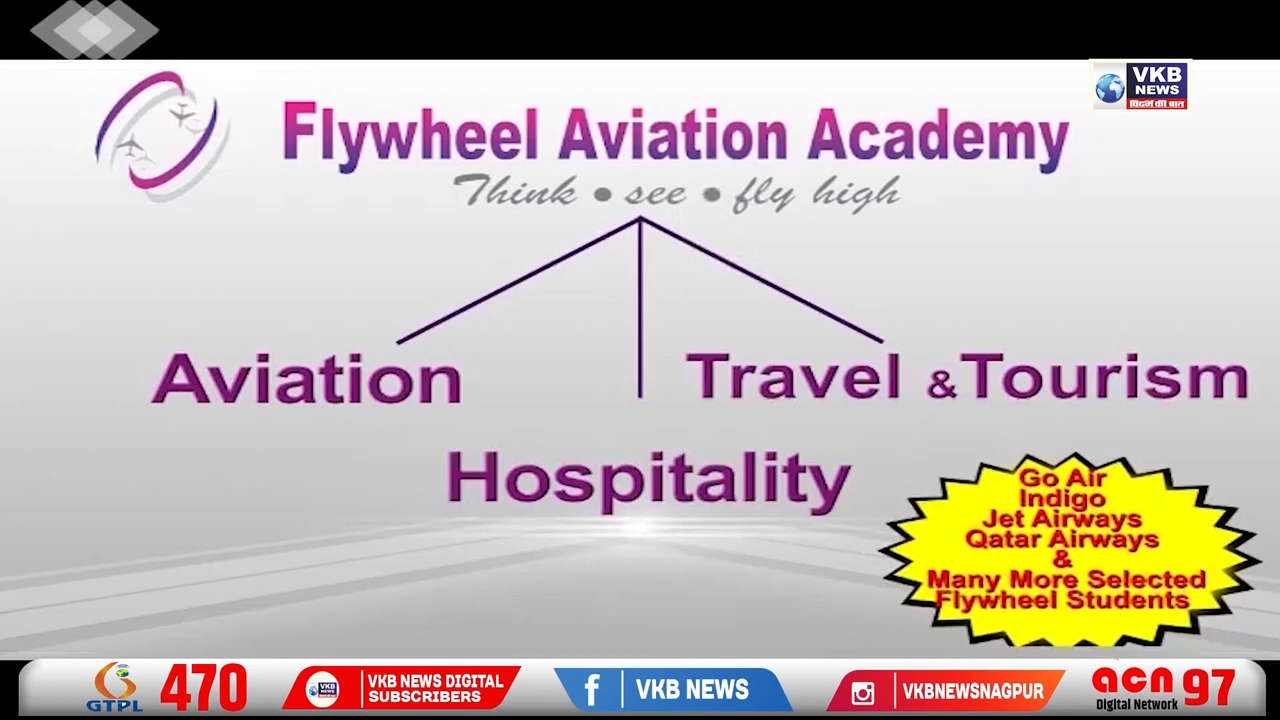 VKB
NEWS
विदर्भ की बात
Flywheel Aviation Academy
Think • see • fly high
Aviation
Travel & Tourism
Hospitality
Go Air
Indigo
Jet Airways
Qatar Airways
&
Many More Selected
Flywheel Students
GTPL
470
VKB
NEWS
VKB NEWS DIGITAL
SUBSCRIBERS
f
VKB NEWS
VKBNEWSNAGPUR
acn 97
Digital Network